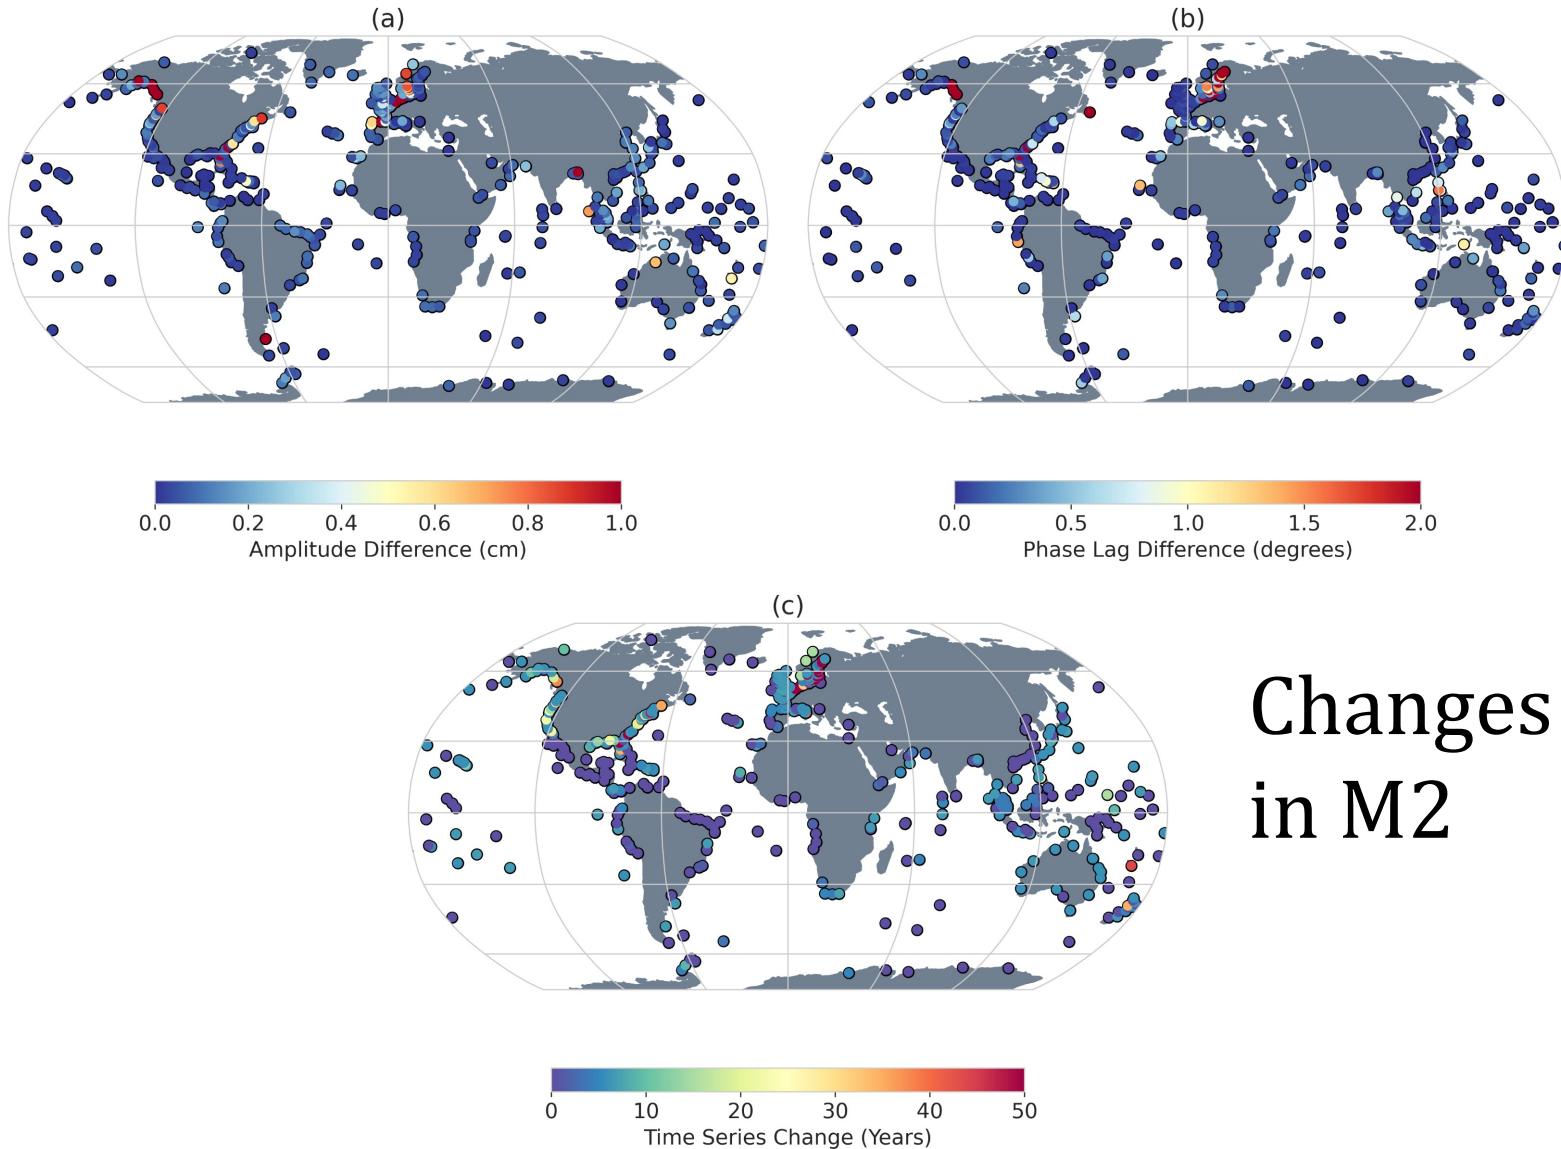 (a)
(b)
0.0 0.2 0.4 0.6 0.8 1.0
Amplitude Difference (cm)
0.0 0.5 1.0 1.5 2.0
Phase Lag Difference (degrees)
(c)
Changes
in M2
0 10 20 30 40 50
Time Series Change (Years)